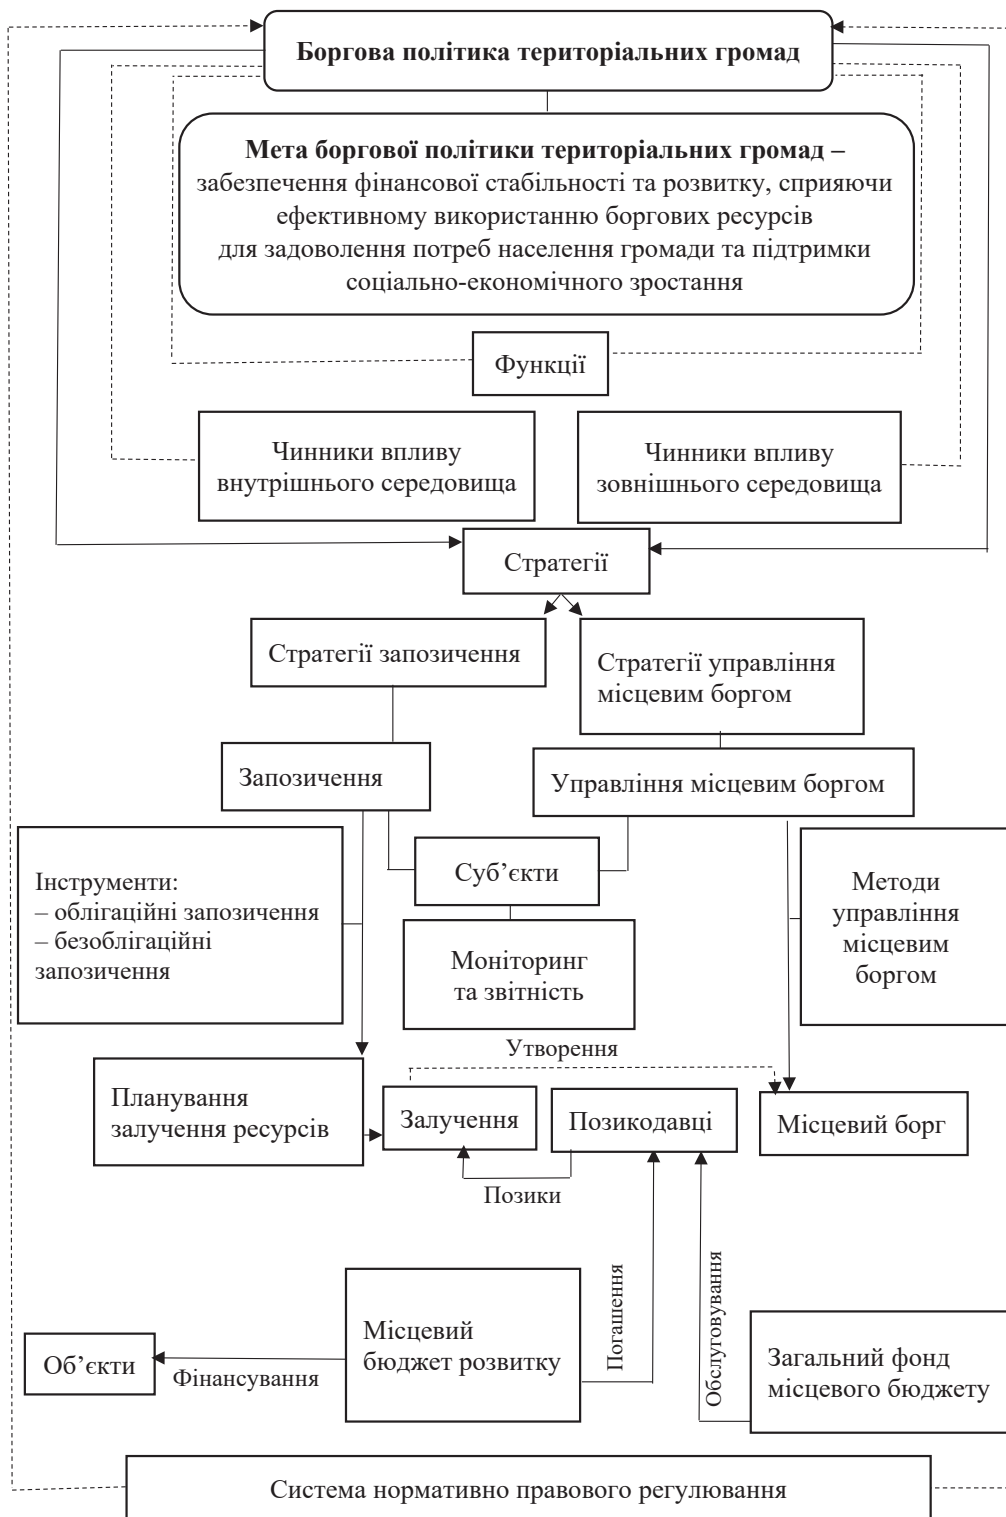 Боргова політика територіальних громад
Мета боргової політики територіальних громад –
забезпечення фінансової стабільності та розвитку, сприяючи
ефективному використанню боргових ресурсів
для задоволення потреб населення громади та підтримки
соціально-економічного зростання
Функції
Чинники впливу
внутрішнього середовища
Чинники впливу
зовнішнього середовища
Стратегії
Стратегії запозичення
Стратегії управління
місцевим боргом
Запозичення
Управління місцевим боргом
Інструменти:
– облігаційні запозичення
– безоблігаційні
запозичення
Суб’єкти
Методи
управління
місцевим
боргом
Моніторинг
та звітність
Утворення
Планування
залучення ресурсів
Залучення
Позикодавці
Місцевий борг
Позики
Погашення
Обслуговування
Місцевий
бюджет розвитку
Об’єкти
Фінансування
Загальний фонд
місцевого бюджету
Система нормативно правового регулювання